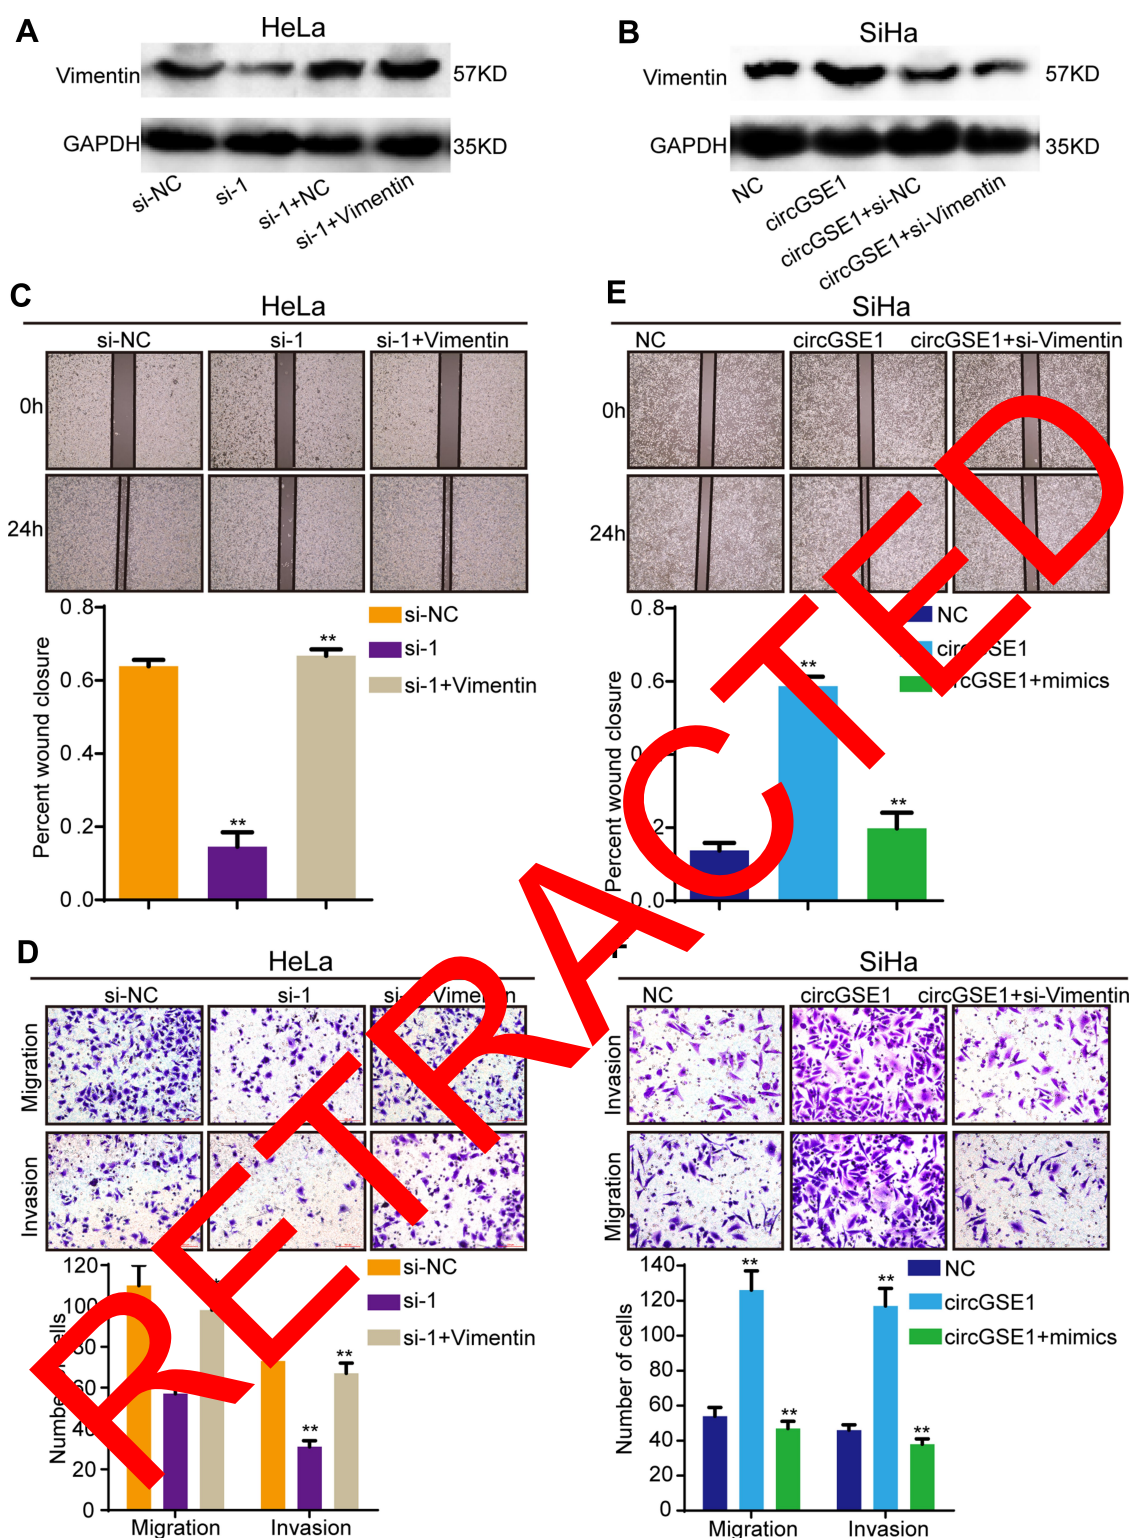 A
HeLa
Vimentin
57KD
GAPDH
35KD
si-NC
si-1
si-1+NC
si-1+Vimentin
B
SiHa
Vimentin
57KD
GAPDH
35KD
NC
circGSE1
circGSE1+si-NC
circGSE1+si-Vimentin
C
HeLa
si-NC si-1 si-1+Vimentin
0h
24h
0.8
0.6
0.4
0.2
0.0
Percent wound closure
**
**
si-NC
si-1
si-1+Vimentin
E
SiHa
NC circGSE1 circGSE1+si-Vimentin
0h
24h
0.8
0.6
0.2
0.0
Percent wound closure
**
**
NC
D
HeLa
si-NC si-1
Migration
Invasion
120
60
40
20
0
**
**
Migration Invasion
si-NC
si-1
si-1+Vimentin
SiHa
NC circGSE1 circGSE1+si-Vimentin
Invasion
Migration
140
120
100
80
60
40
20
0
Number of cells
**
**
**
**
Migration Invasion
NC
circGSE1
circGSE1+mimics
RETRACTED